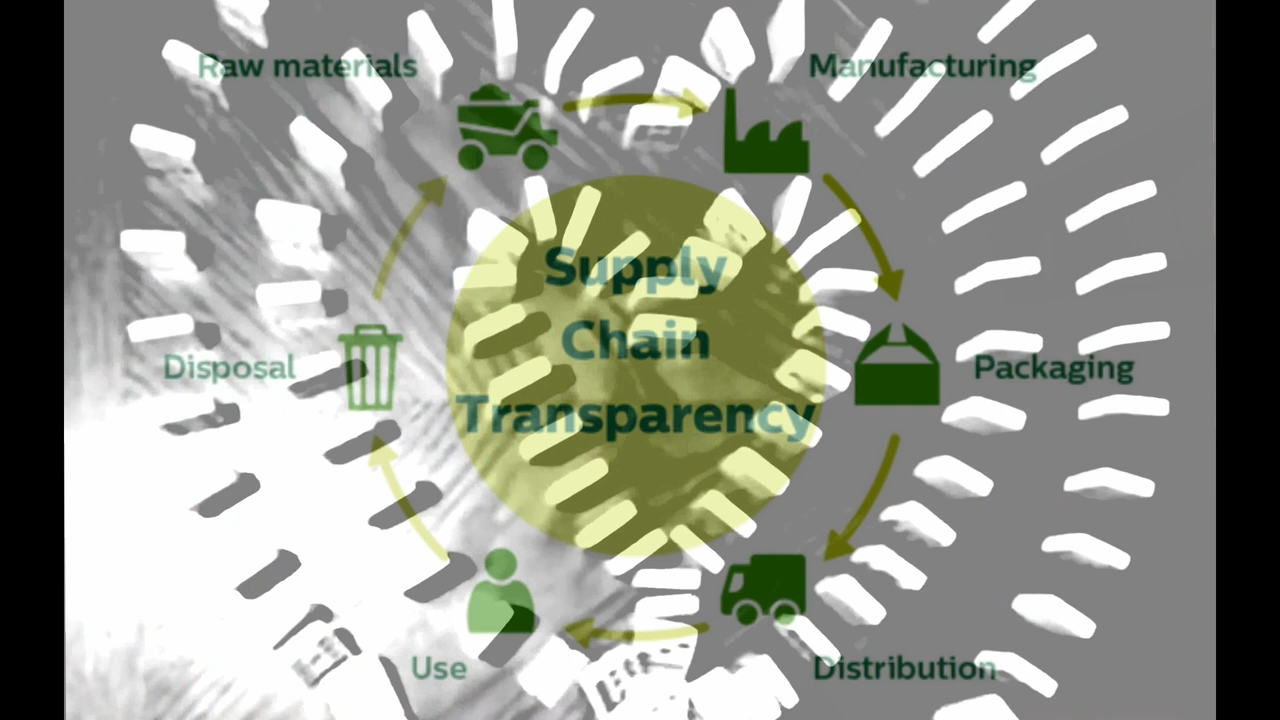 Raw materials
Manufacturing
Supply
Chain
Transparency
Disposal
Packaging
Use
Distribution